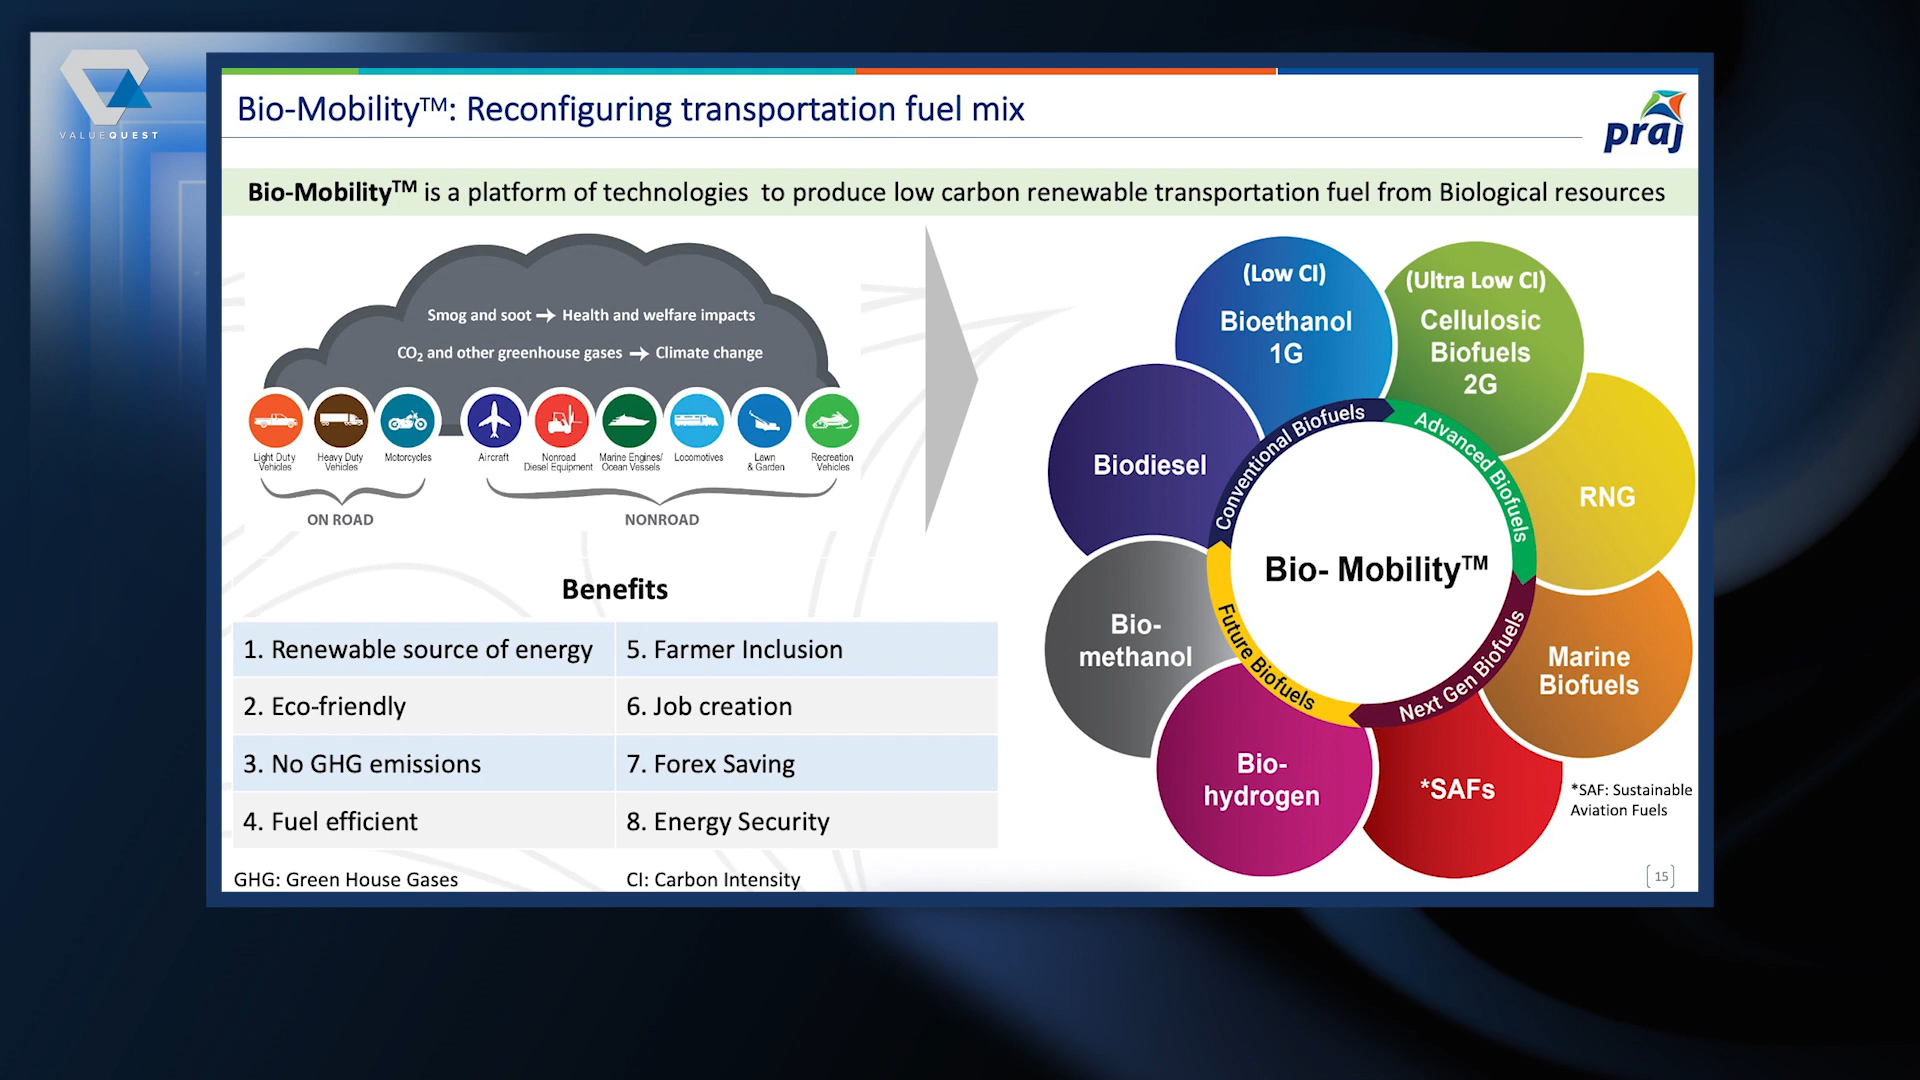 VALUEQUEST
Bio-Mobility™: Reconfiguring transportation fuel mix
praj
Bio-Mobility™ is a platform of technologies to produce low carbon renewable transportation fuel from Biological resources
Smog and soot → Health and welfare impacts
CO₂ and other greenhouse gases → Climate change
Light Duty
Vehicles
Heavy Duty
Vehicles
Motorcycles
Aircraft
Nonroad
Diesel Equipment
Marine Engines/
Ocean Vessels
Locomotives
Lawn
& Garden
Recreation
Vehicles
ON ROAD
NONROAD
Benefits
1. Renewable source of energy
5. Farmer Inclusion
2. Eco-friendly
6. Job creation
3. No GHG emissions
7. Forex Saving
4. Fuel efficient
8. Energy Security
GHG: Green House Gases
CI: Carbon Intensity
(Low CI)
Bioethanol
1G
(Ultra Low CI)
Cellulosic
Biofuels
2G
RNG
Marine
Biofuels
*SAFs
Bio-
hydrogen
Bio-
methanol
Biodiesel
Conventional Biofuels
Advanced Biofuels
Next Gen Biofuels
Future Biofuels
Bio- Mobility™
*SAF: Sustainable
Aviation Fuels
15